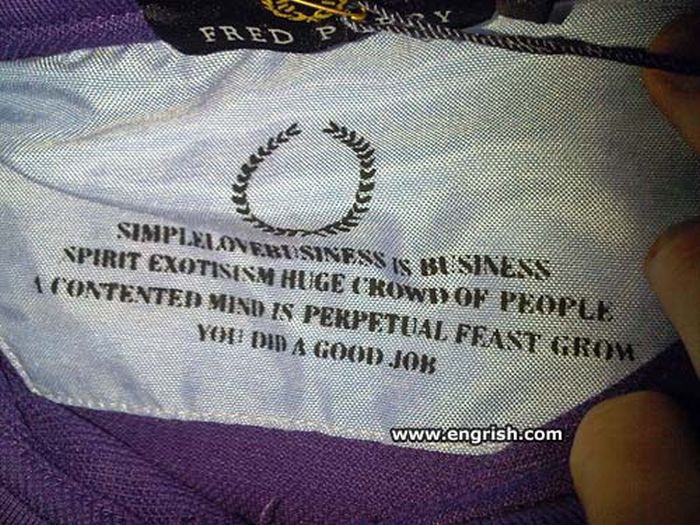 FRED P RY
SIMPLELOVEBUSINESS IS BUSINESS
SPIRIT EXOTISISM HUGE CROWD OF PEOPLE
A CONTENTED MIND IS PERPETUAL FEAST GROM
YOU DID A GOOD JOB
www.engrish.com